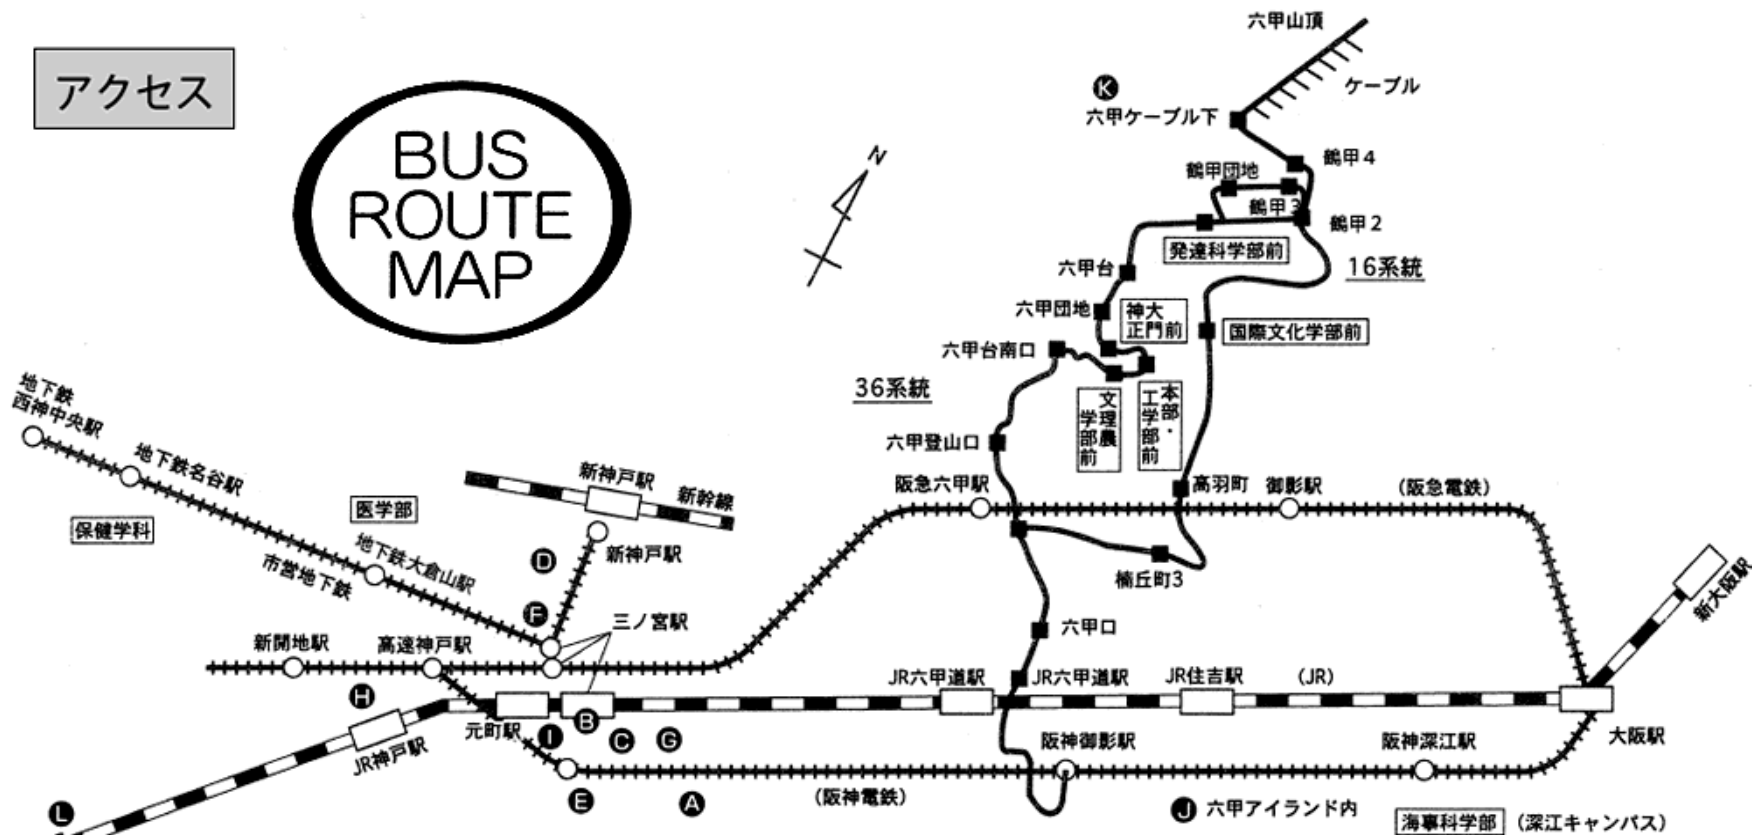 アクセス
BUS
ROUTE
MAP
N
六甲山頂
ケーブル
K
六甲ケーブル下
鶴甲4
鶴甲団地
鶴甲3
鶴甲2
発達科学部前
16系統
六甲台
六甲団地
神大
正門前
国際文化学部前
六甲台南口
36系統
文理農
学部前
本部・
工学部前
六甲登山口
地下鉄
西神中央駅
地下鉄名谷駅
保健学科
医学部
地下鉄大倉山駅
市営地下鉄
新神戸駅
新幹線
新神戸駅
D
F
三ノ宮駅
阪急六甲駅
高羽町
御影駅
(阪急電鉄)
楠丘町3
六甲口
新大阪駅
新開地駅
高速神戸駅
JR六甲道駅
JR六甲道駅
JR住吉駅
(JR)
大阪駅
H
JR神戸駅
元町駅
I
B
C
G
阪神御影駅
阪神深江駅
L
E
A
(阪神電鉄)
J
六甲アイランド内
海事科学部
(深江キャンパス)